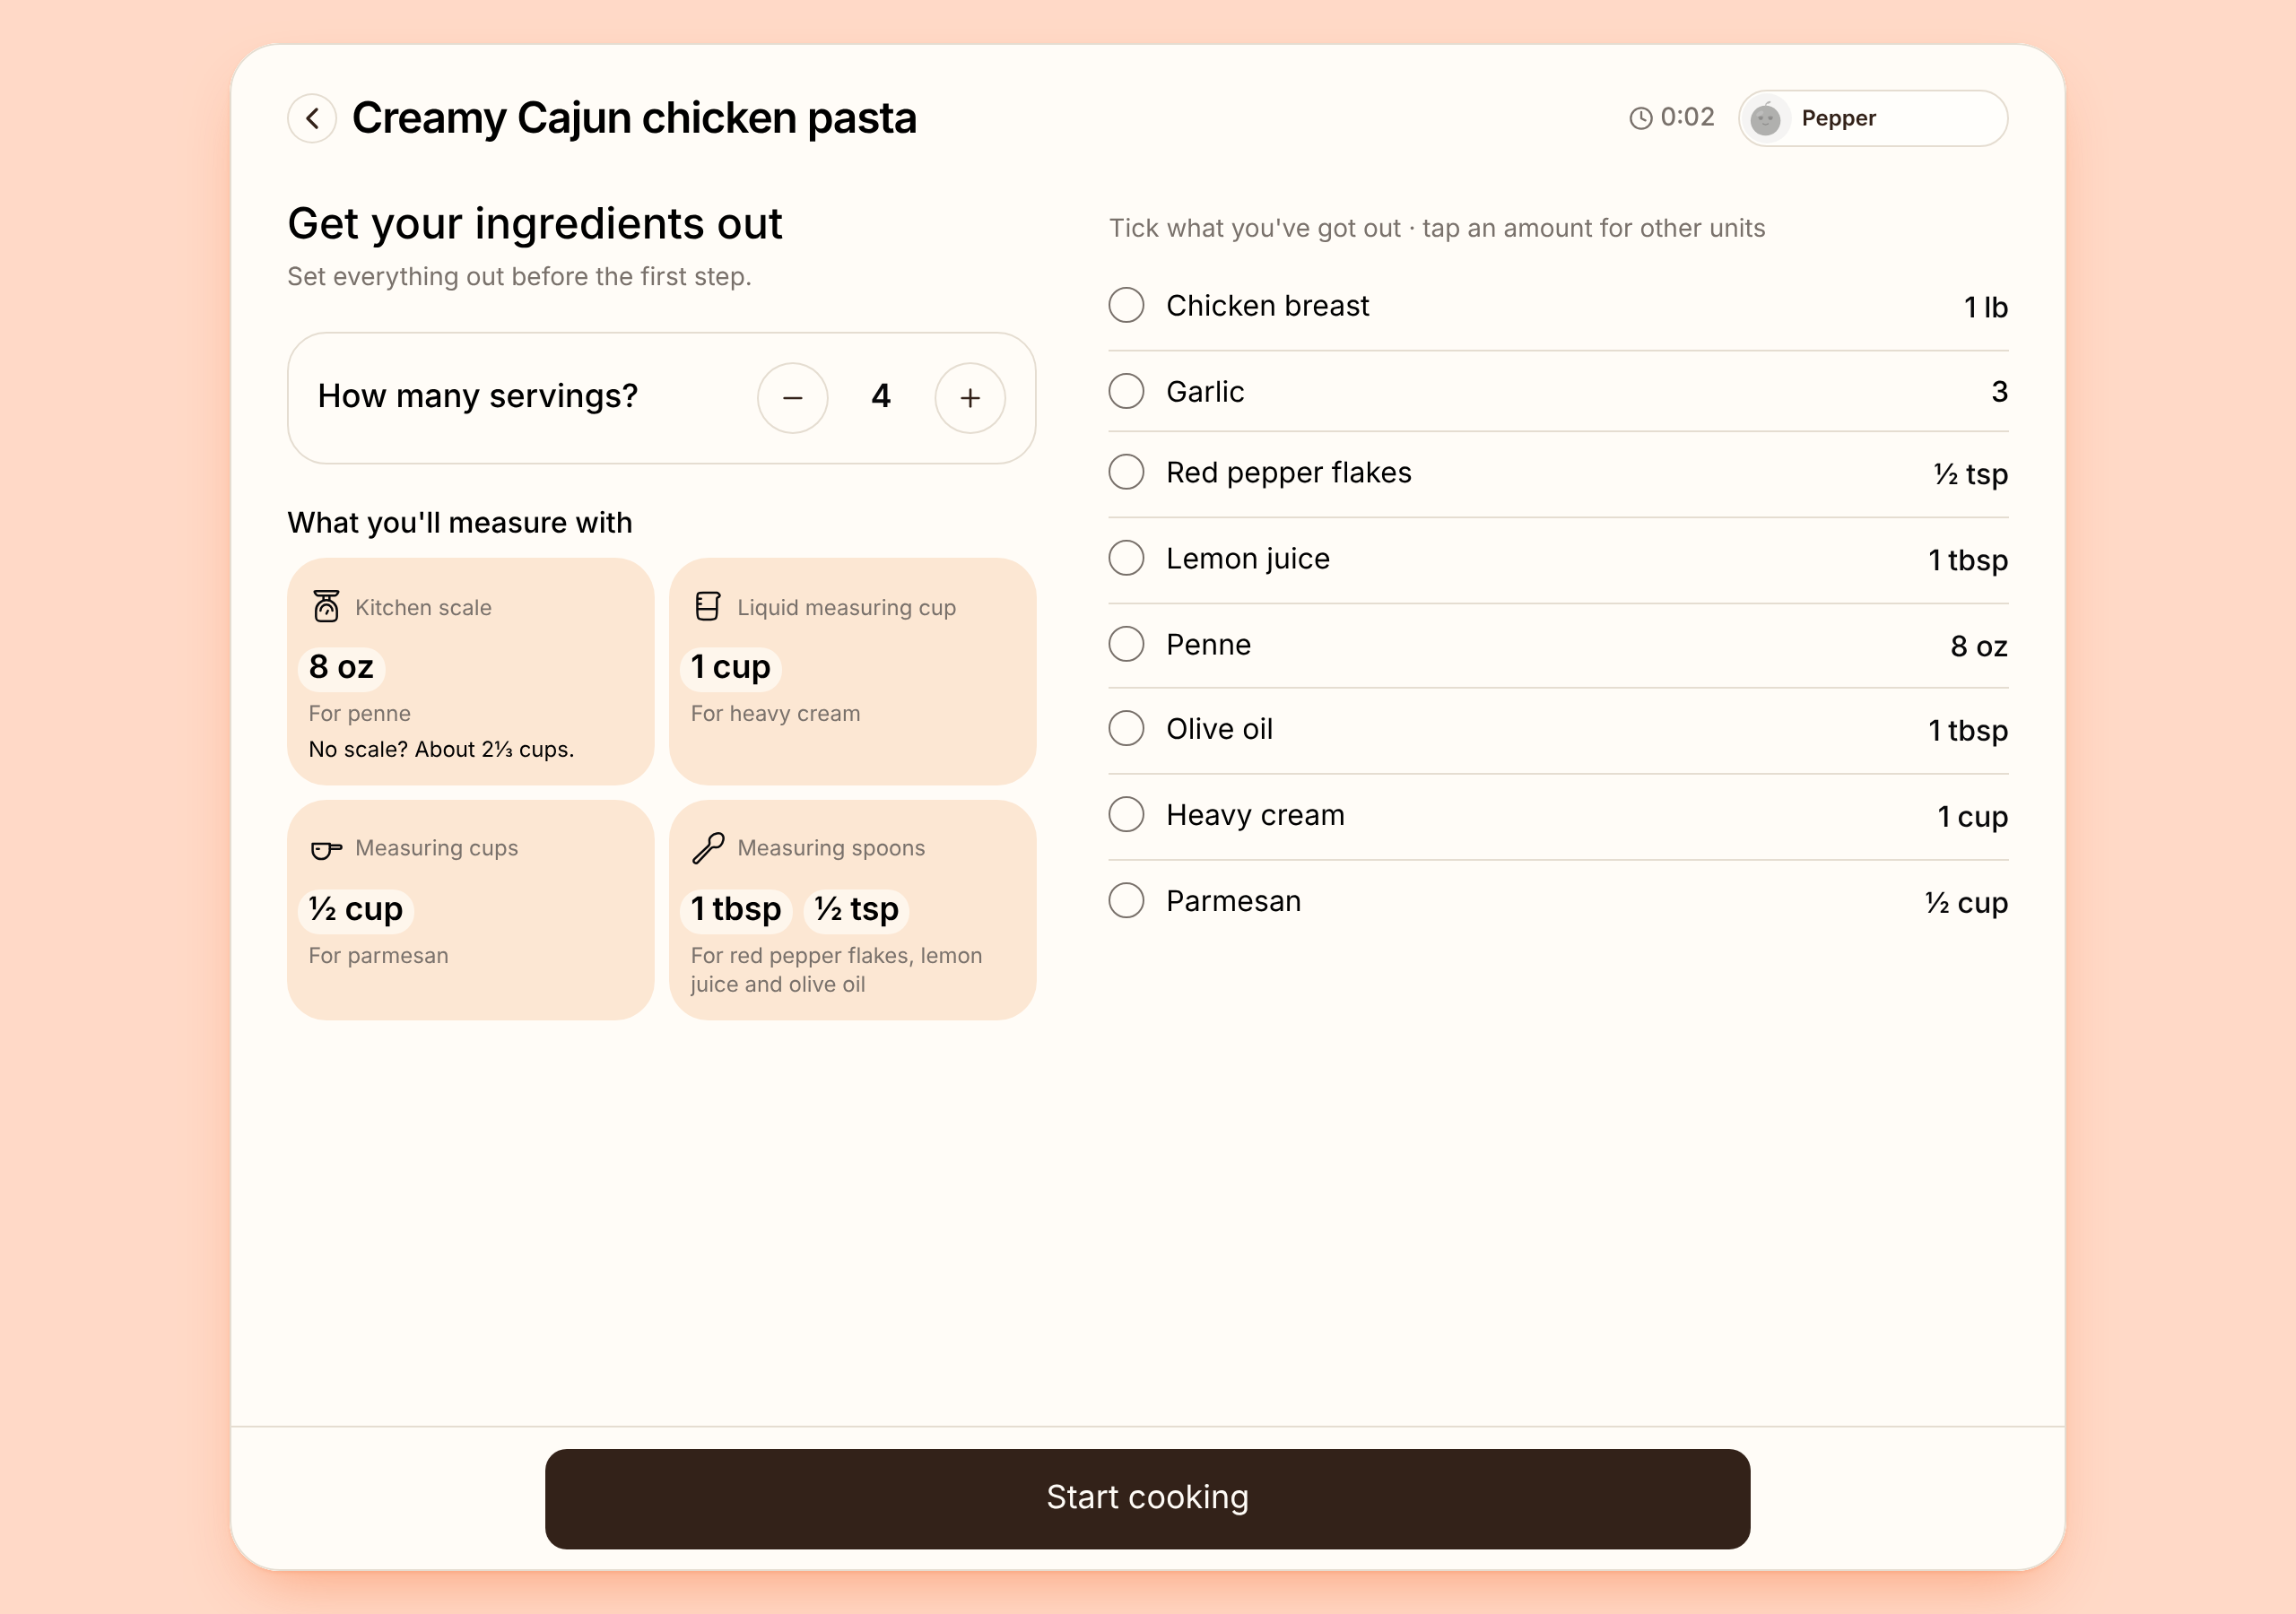 Creamy Cajun chicken pasta
0:02
Pepper
Get your ingredients out
Set everything out before the first step.
How many servings?
4
What you'll measure with
Kitchen scale
8 oz
For penne
No scale? About 2⅓ cups.
Liquid measuring cup
1 cup
For heavy cream
Measuring cups
½ cup
For parmesan
Measuring spoons
1 tbsp ½ tsp
For red pepper flakes, lemon
juice and olive oil
Tick what you've got out · tap an amount for other units
Chicken breast 1 lb
Garlic 3
Red pepper flakes ½ tsp
Lemon juice 1 tbsp
Penne 8 oz
Olive oil 1 tbsp
Heavy cream 1 cup
Parmesan ½ cup
Start cooking